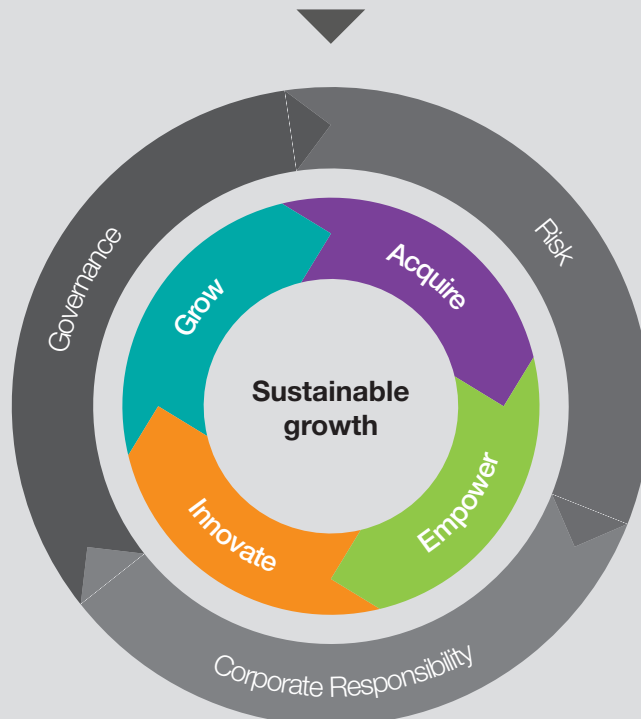 Governance
Risk
Grow
Acquire
Sustainable
growth
Innovate
Empower
Corporate Responsibility